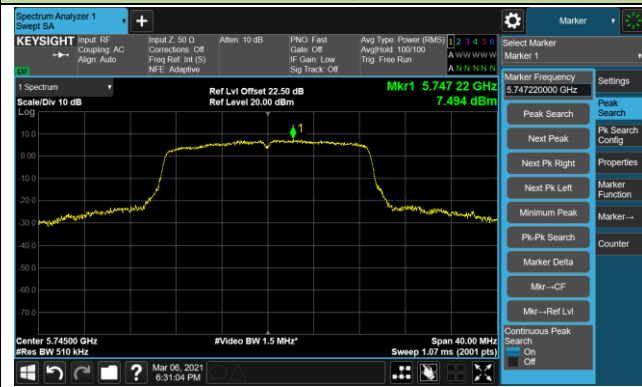 Spectrum Analyzer 1
Swept SA
Marker
KEYSIGHT
Input: RF
Coupling: AC
Align: Auto
Input Z: 50 Ω
Corrections: Off
Freq Ref: Int (S)
NFE: Adaptive
Atten: 10 dB
PNO: Fast
Gate: Off
IF Gain: Low
Sig Track: Off
Avg Type: Power (RMS)
Avg|Hold: 100/100
Trig: Free Run
1 2 3 4 5 6
A W W W W W
A N N N N N
LXI
Select Marker
Marker 1
1 Spectrum
Scale/Div 10 dB
Log
Ref Lvl Offset 22.50 dB
Ref Level 20.00 dBm
Mkr1 5.747 22 GHz
7.494 dBm
1
10.0
0.00
-10.0
-20.0
-30.0
-40.0
-50.0
-60.0
-70.0
Center 5.74500 GHz
#Res BW 510 kHz
#Video BW 1.5 MHz*
Span 40.00 MHz
Sweep 1.07 ms (2001 pts)
Marker Frequency
5.747220000 GHz
Peak Search
Next Peak
Next Pk Right
Next Pk Left
Minimum Peak
Pk-Pk Search
Marker Delta
Mkr→CF
Mkr→Ref Lvl
Continuous Peak
Search
On
Off
Settings
Peak
Search
Pk Search
Config
Properties
Marker
Function
Marker→
Counter
?
Mar 06, 2021
6:31:04 PM